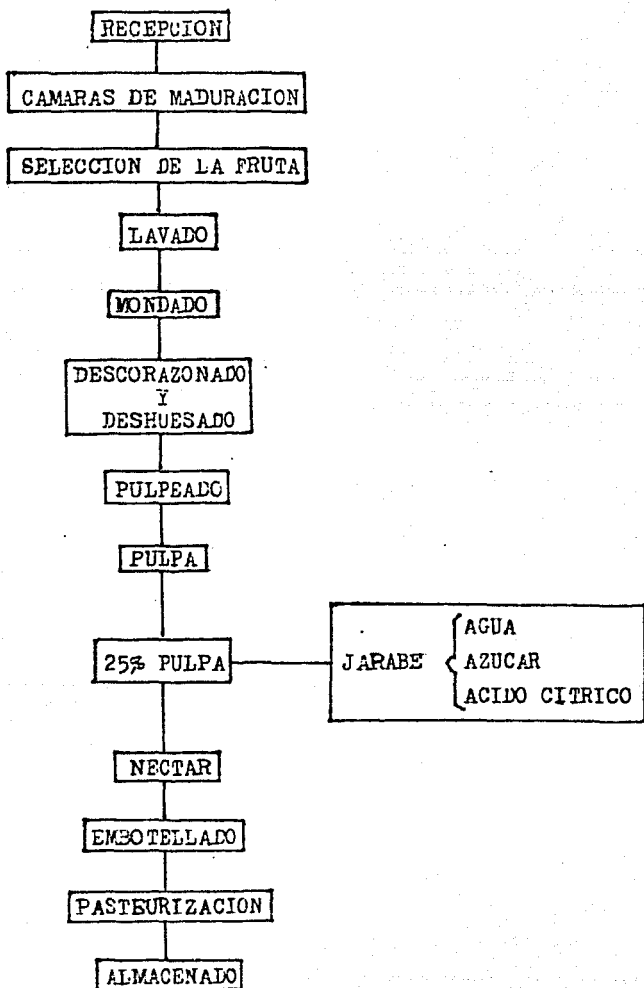 RECEPCION
CAMARAS DE MADURACION
SELECCION DE LA FRUTA
LAVADO
MONDADO
DESCORAZONADO
Y
DESHUESADO
PULPEADO
PULPA
25% PULPA
JARABE
AGUA
AZUCAR
ACIDO CITRICO
NECTAR
EMBOTELLADO
PASTEURIZACION
ALMACENADO